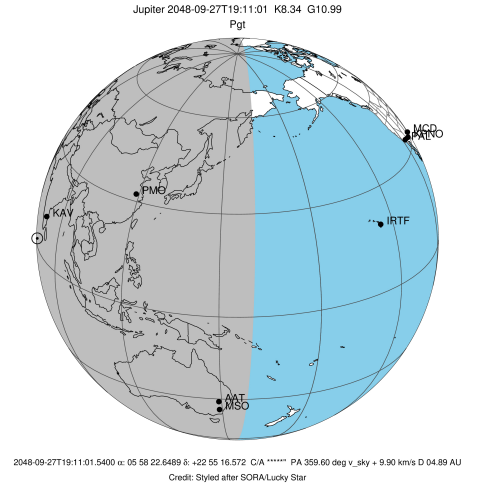 Jupiter 2048-09-27T19:11:01 K8.34 G10.99
Pgt
MCD
PAL
KAV
PMO
IRTF
AAT
MSO
2048-09-27T19:11:01.5400 α: 05 58 22.6489 δ: +22 55 16.572 C/A *****" PA 359.60 deg v_sky + 9.90 km/s D 04.89 AU
Credit: Styled after SORA/Lucky Star